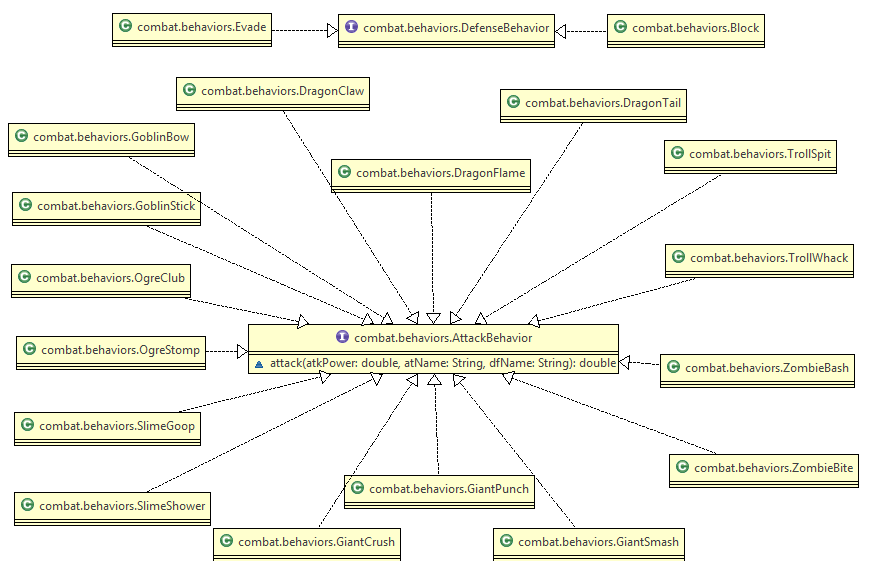 C combat.behaviors.Evade
I combat.behaviors.DefenseBehavior
C combat.behaviors.Block
C combat.behaviors.DragonClaw
C combat.behaviors.DragonTail
C combat.behaviors.GoblinBow
C combat.behaviors.TrollSpit
C combat.behaviors.DragonFlame
C combat.behaviors.GoblinStick
C combat.behaviors.TrollWhack
C combat.behaviors.OgreClub
I combat.behaviors.AttackBehavior
attack(atkPower: double, atName: String, dfName: String): double
C combat.behaviors.OgreStomp
C combat.behaviors.ZombieBash
C combat.behaviors.SlimeGoop
C combat.behaviors.ZombieBite
C combat.behaviors.GiantPunch
C combat.behaviors.SlimeShower
C combat.behaviors.GiantCrush
C combat.behaviors.GiantSmash